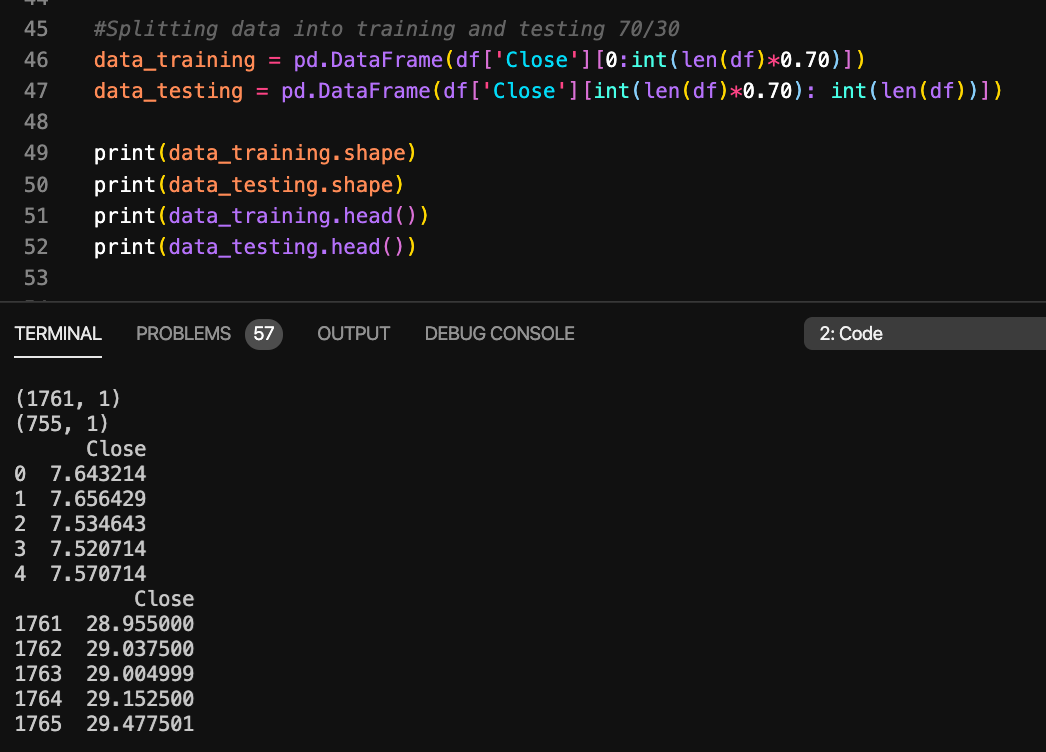 44
45 #Splitting data into training and testing 70/30
46 data_training = pd.DataFrame(df['Close'][0:int(len(df)*0.70)])
47 data_testing = pd.DataFrame(df['Close'][int(len(df)*0.70): int(len(df))])
48
49 print(data_training.shape)
50 print(data_testing.shape)
51 print(data_training.head())
52 print(data_testing.head())
53
TERMINAL PROBLEMS 57 OUTPUT DEBUG CONSOLE 2: Code
(1761, 1)
(755, 1)
Close
0 7.643214
1 7.656429
2 7.534643
3 7.520714
4 7.570714
Close
1761 28.955000
1762 29.037500
1763 29.004999
1764 29.152500
1765 29.477501